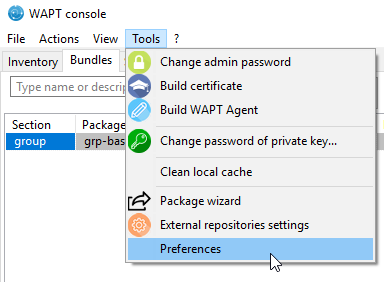 WAPT console
File Actions View Tools ?
Inventory Bundles
Type name or descrip
Section Package
group grp-bas
Change admin password
Build certificate
Build WAPT Agent
Change password of private key...
Clean local cache
Package wizard
External repositories settings
Preferences